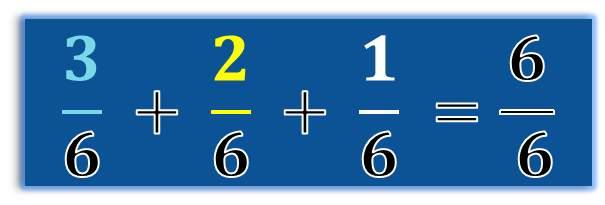 3/6 + 2/6 + 1/6 = 6/6